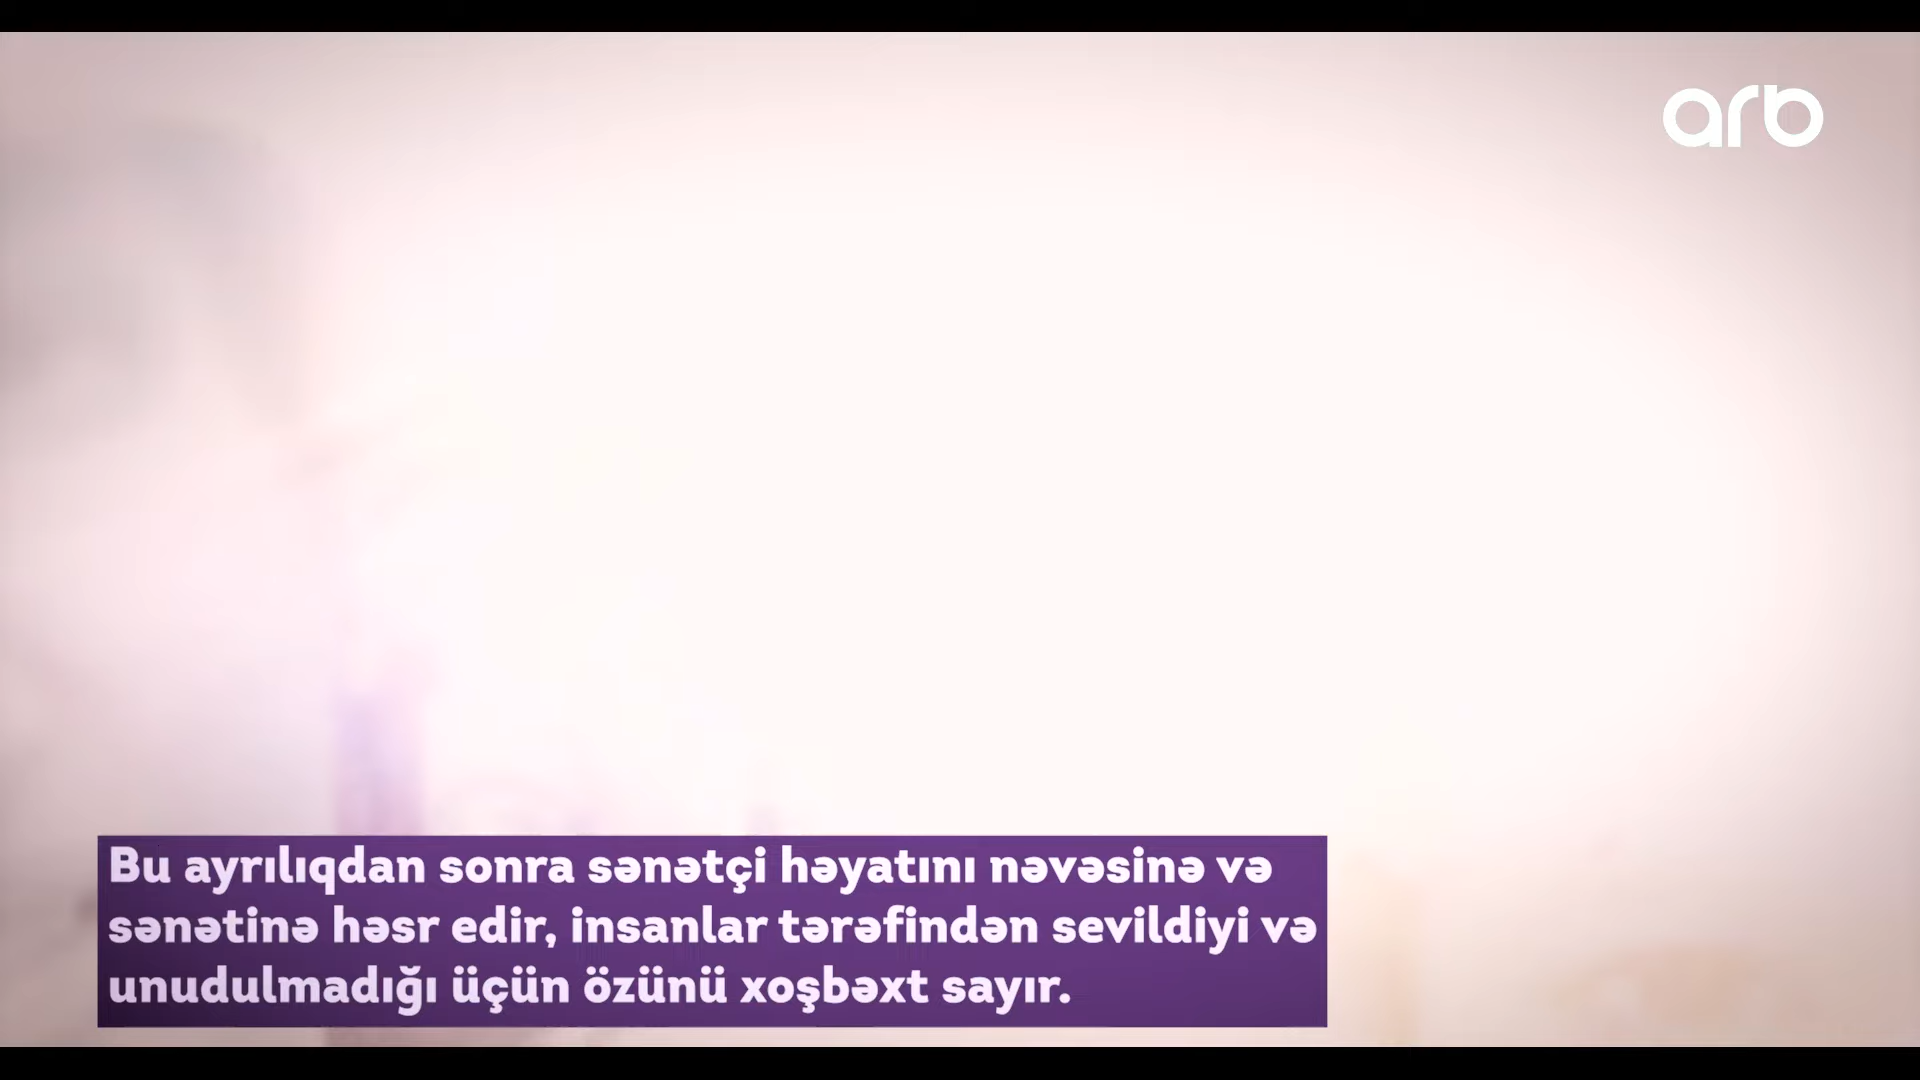 arb
Bu ayrılıqdan sonra sənətçi həyatını nəvəsinə və
sənətinə həsr edir, insanlar tərəfindən sevildiyi və
unudulmadığı üçün özünü xoşbəxt sayır.